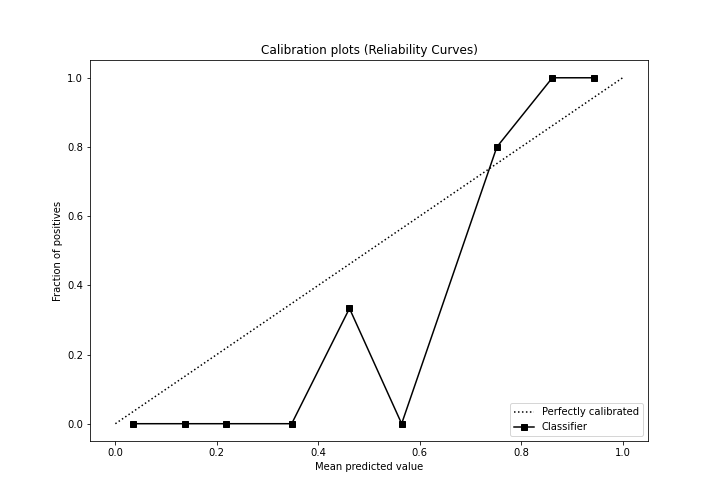 Calibration plots (Reliability Curves)
1.0
0.8
0.6
0.4
0.2
0.0
Fraction of positives
0.0 0.2 0.4 0.6 0.8 1.0
Mean predicted value
Perfectly calibrated
Classifier